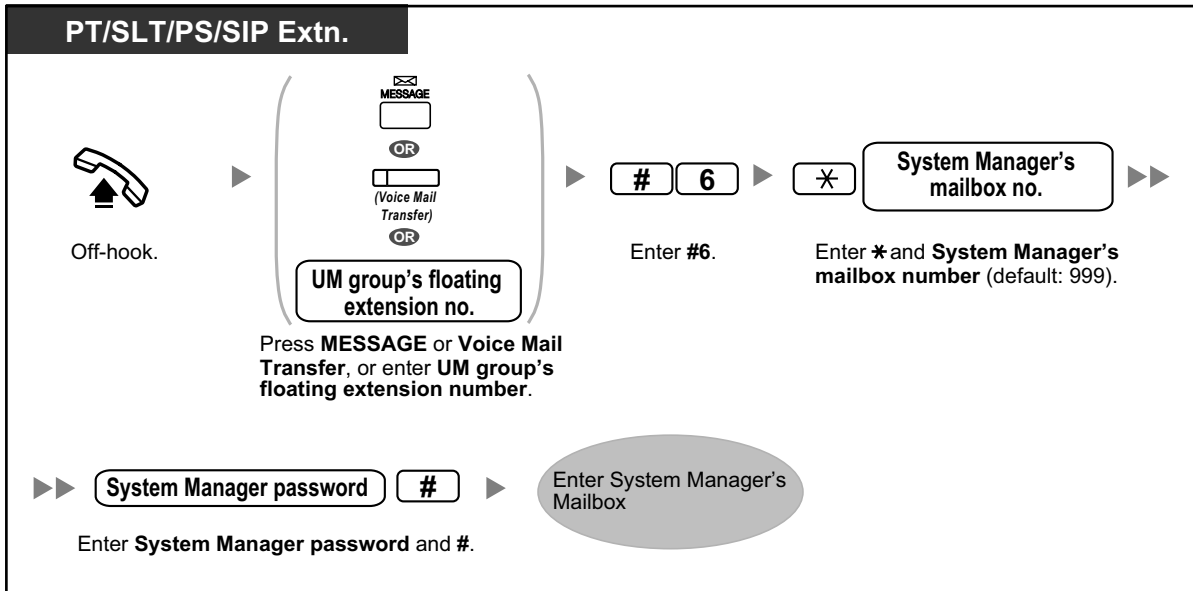 PT/SLT/PS/SIP Extn.
MESSAGE
OR
(Voice Mail
Transfer)
OR
UM group's floating
extension no.
# 6
* System Manager's
mailbox no.
Off-hook.
Press MESSAGE or Voice Mail
Transfer, or enter UM group's
floating extension number.
Enter #6.
Enter * and System Manager's
mailbox number (default: 999).
System Manager password #
Enter System Manager password and #.
Enter System Manager's
Mailbox